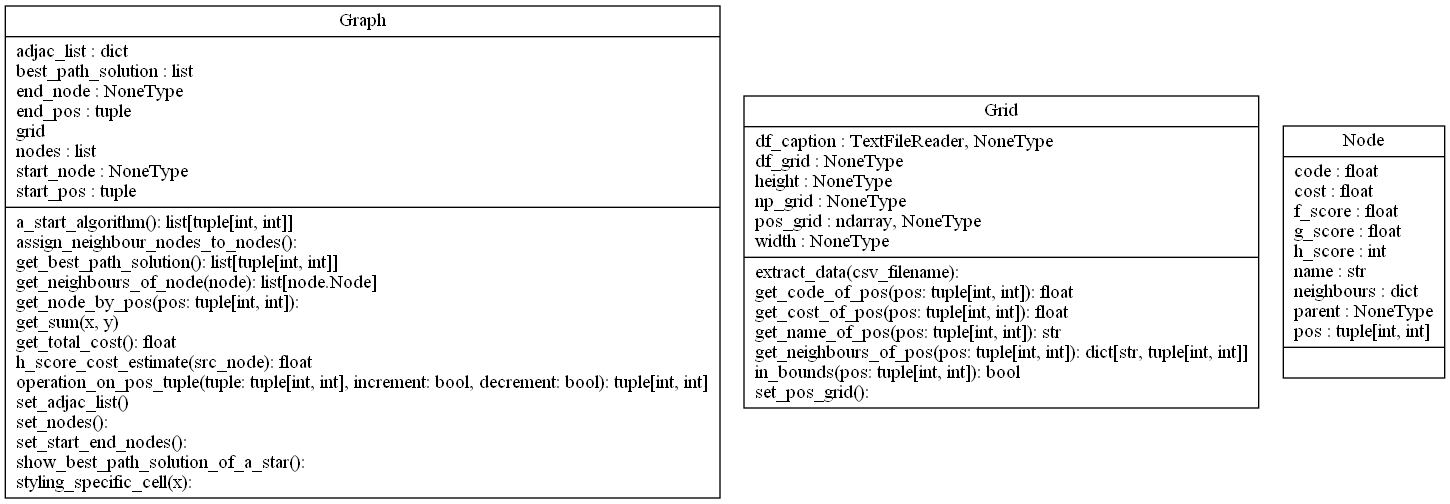 Graph
adjac_list : dict
best_path_solution : list
end_node : NoneType
end_pos : tuple
grid
nodes : list
start_node : NoneType
start_pos : tuple
a_start_algorithm(): list[tuple[int, int]]
assign_neighbour_nodes_to_nodes():
get_best_path_solution(): list[tuple[int, int]]
get_neighbours_of_node(node): list[node.Node]
get_node_by_pos(pos: tuple[int, int]):
get_sum(x, y)
get_total_cost(): float
h_score_cost_estimate(src_node): float
operation_on_pos_tuple(tuple: tuple[int, int], increment: bool, decrement: bool): tuple[int, int]
set_adjac_list()
set_nodes():
set_start_end_nodes():
show_best_path_solution_of_a_star():
styling_specific_cell(x):
Grid
df_caption : TextFileReader, NoneType
df_grid : NoneType
height : NoneType
np_grid : NoneType
pos_grid : ndarray, NoneType
width : NoneType
extract_data(csv_filename):
get_code_of_pos(pos: tuple[int, int]): float
get_cost_of_pos(pos: tuple[int, int]): float
get_name_of_pos(pos: tuple[int, int]): str
get_neighbours_of_pos(pos: tuple[int, int]): dict[str, tuple[int, int]]
in_bounds(pos: tuple[int, int]): bool
set_pos_grid():
Node
code : float
cost : float
f_score : float
g_score : float
h_score : int
name : str
neighbours : dict
parent : NoneType
pos : tuple[int, int]